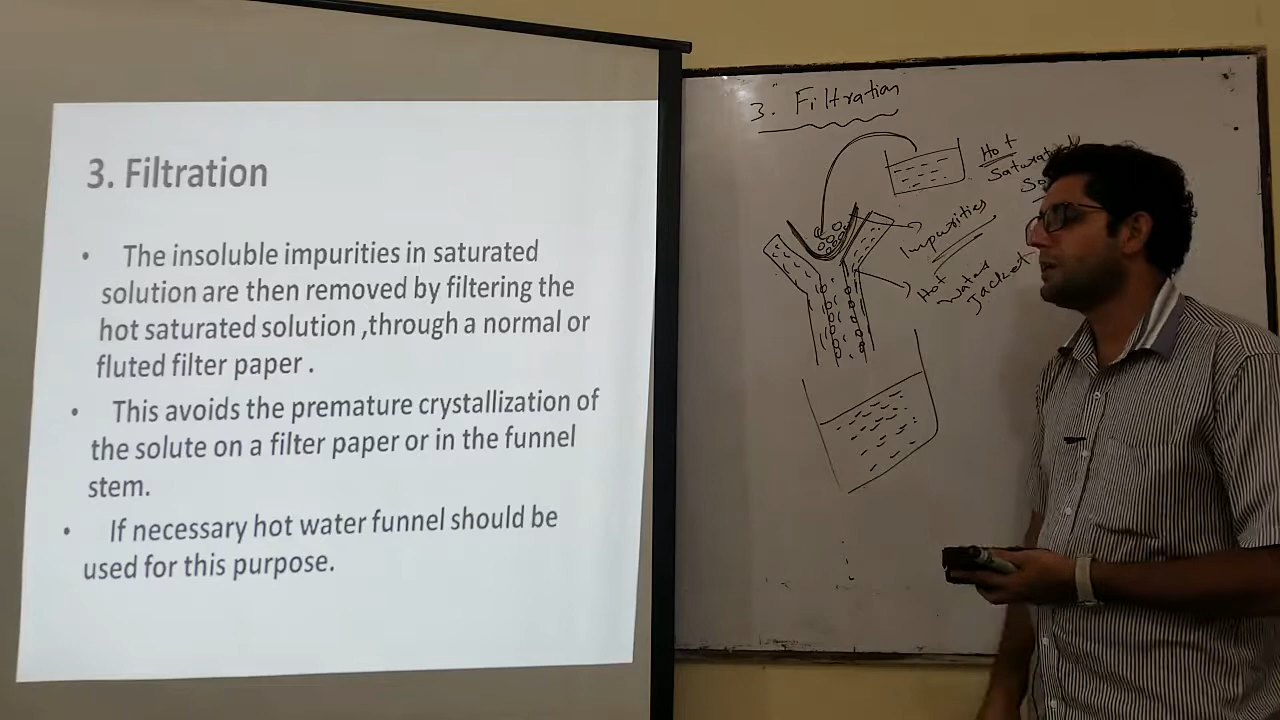 3. Filtration
• The insoluble impurities in saturated
solution are then removed by filtering the
hot saturated solution ,through a normal or
fluted filter paper .
• This avoids the premature crystallization of
the solute on a filter paper or in the funnel
stem.
• If necessary hot water funnel should be
used for this purpose.
3. Filtration
Hot
Impurities
Hot
Water
Jacket